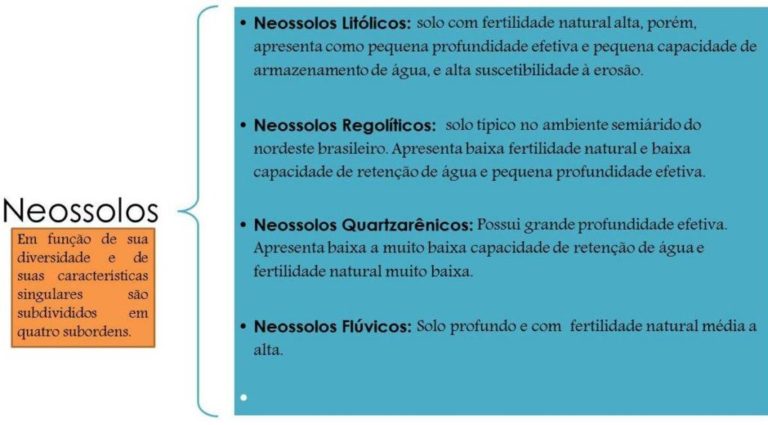 Neossolos
Em função de sua
diversidade e de
suas características
singulares são
subdivididos em
quatro subordens.
• Neossolos Litólicos: solo com fertilidade natural alta, porém,
apresenta como pequena profundidade efetiva e pequena capacidade de
armazenamento de água, e alta suscetibilidade à erosão.
• Neossolos Regolíticos: solo típico no ambiente semiárido do
nordeste brasileiro. Apresenta baixa fertilidade natural e baixa
capacidade de retenção de água e pequena profundidade efetiva.
• Neossolos Quartzarênicos: Possui grande profundidade efetiva.
Apresenta baixa a muito baixa capacidade de retenção de água e
fertilidade natural muito baixa.
• Neossolos Flúvicos: Solo profundo e com fertilidade natural média a
alta.
•